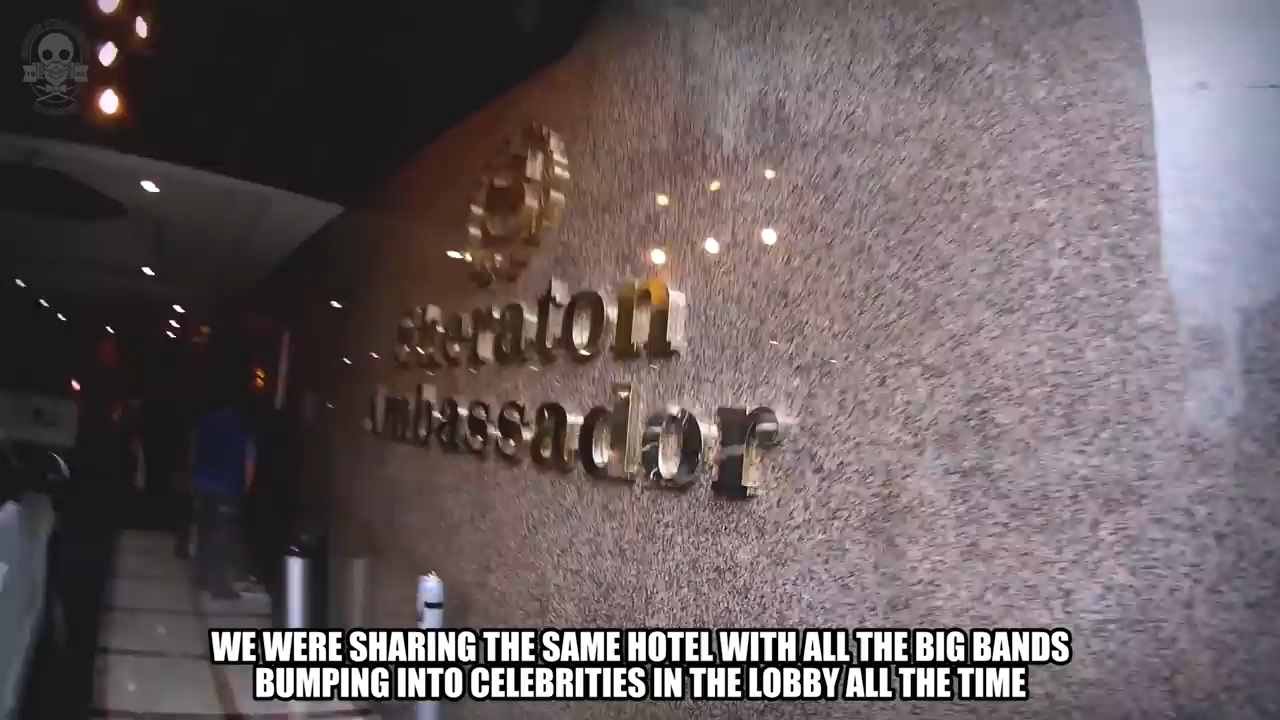 sheraton
ambassador
WE WERE SHARING THE SAME HOTEL WITH ALL THE BIG BANDS
BUMPING INTO CELEBRITIES IN THE LOBBY ALL THE TIME